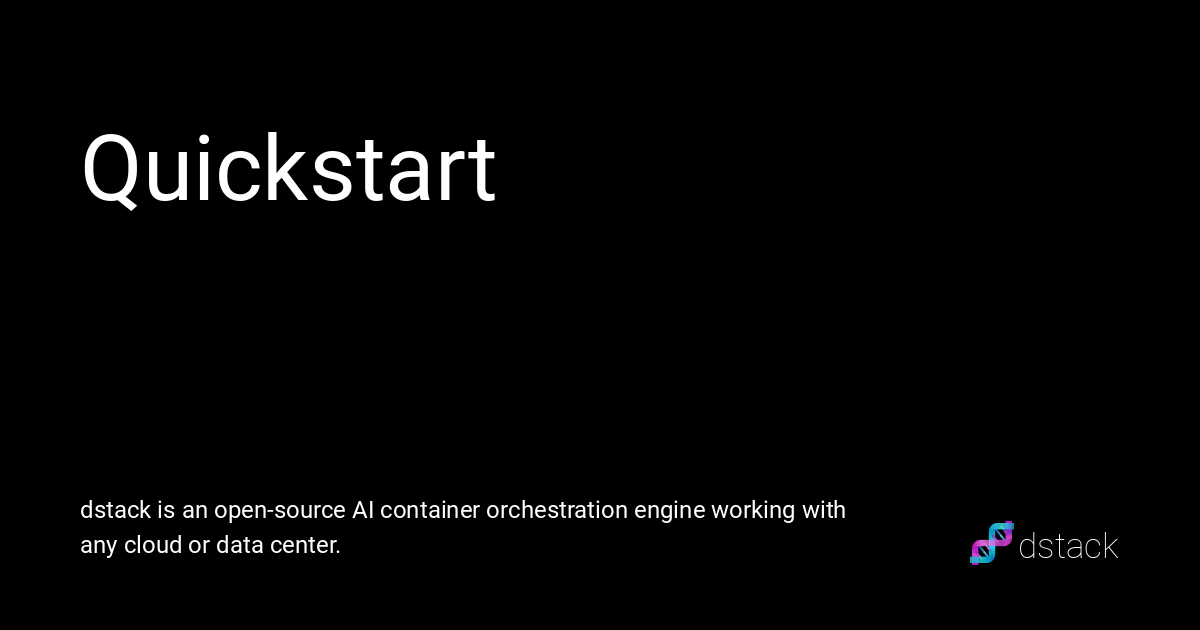 Quickstart
dstack is an open-source AI container orchestration engine working with
any cloud or data center.
dstack